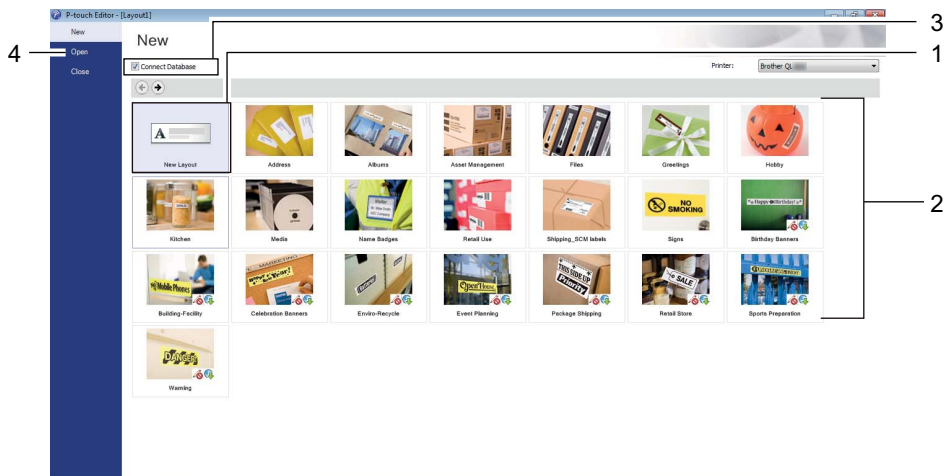 P-touch Editor - [Layout1]
New
Open
Close
New
Connect Database
Printer: Brother QL
3
1
4
2
A
New Layout
Address
Albums
Asset Management
Files
Greetings
Hobby
Visitor
NO SMOKING
Happy Birthday!
Kitchen
Media
Name Badges
Retail Use
Shipping_SCM labels
Signs
Birthday Banners
Mobile Phones
Open House
THIS SIDE UP
Priority
SALE
Building-Facility
Celebration Banners
Enviro-Recycle
Event Planning
Package Shipping
Retail Store
Sports Preparation
DANGER
Warning